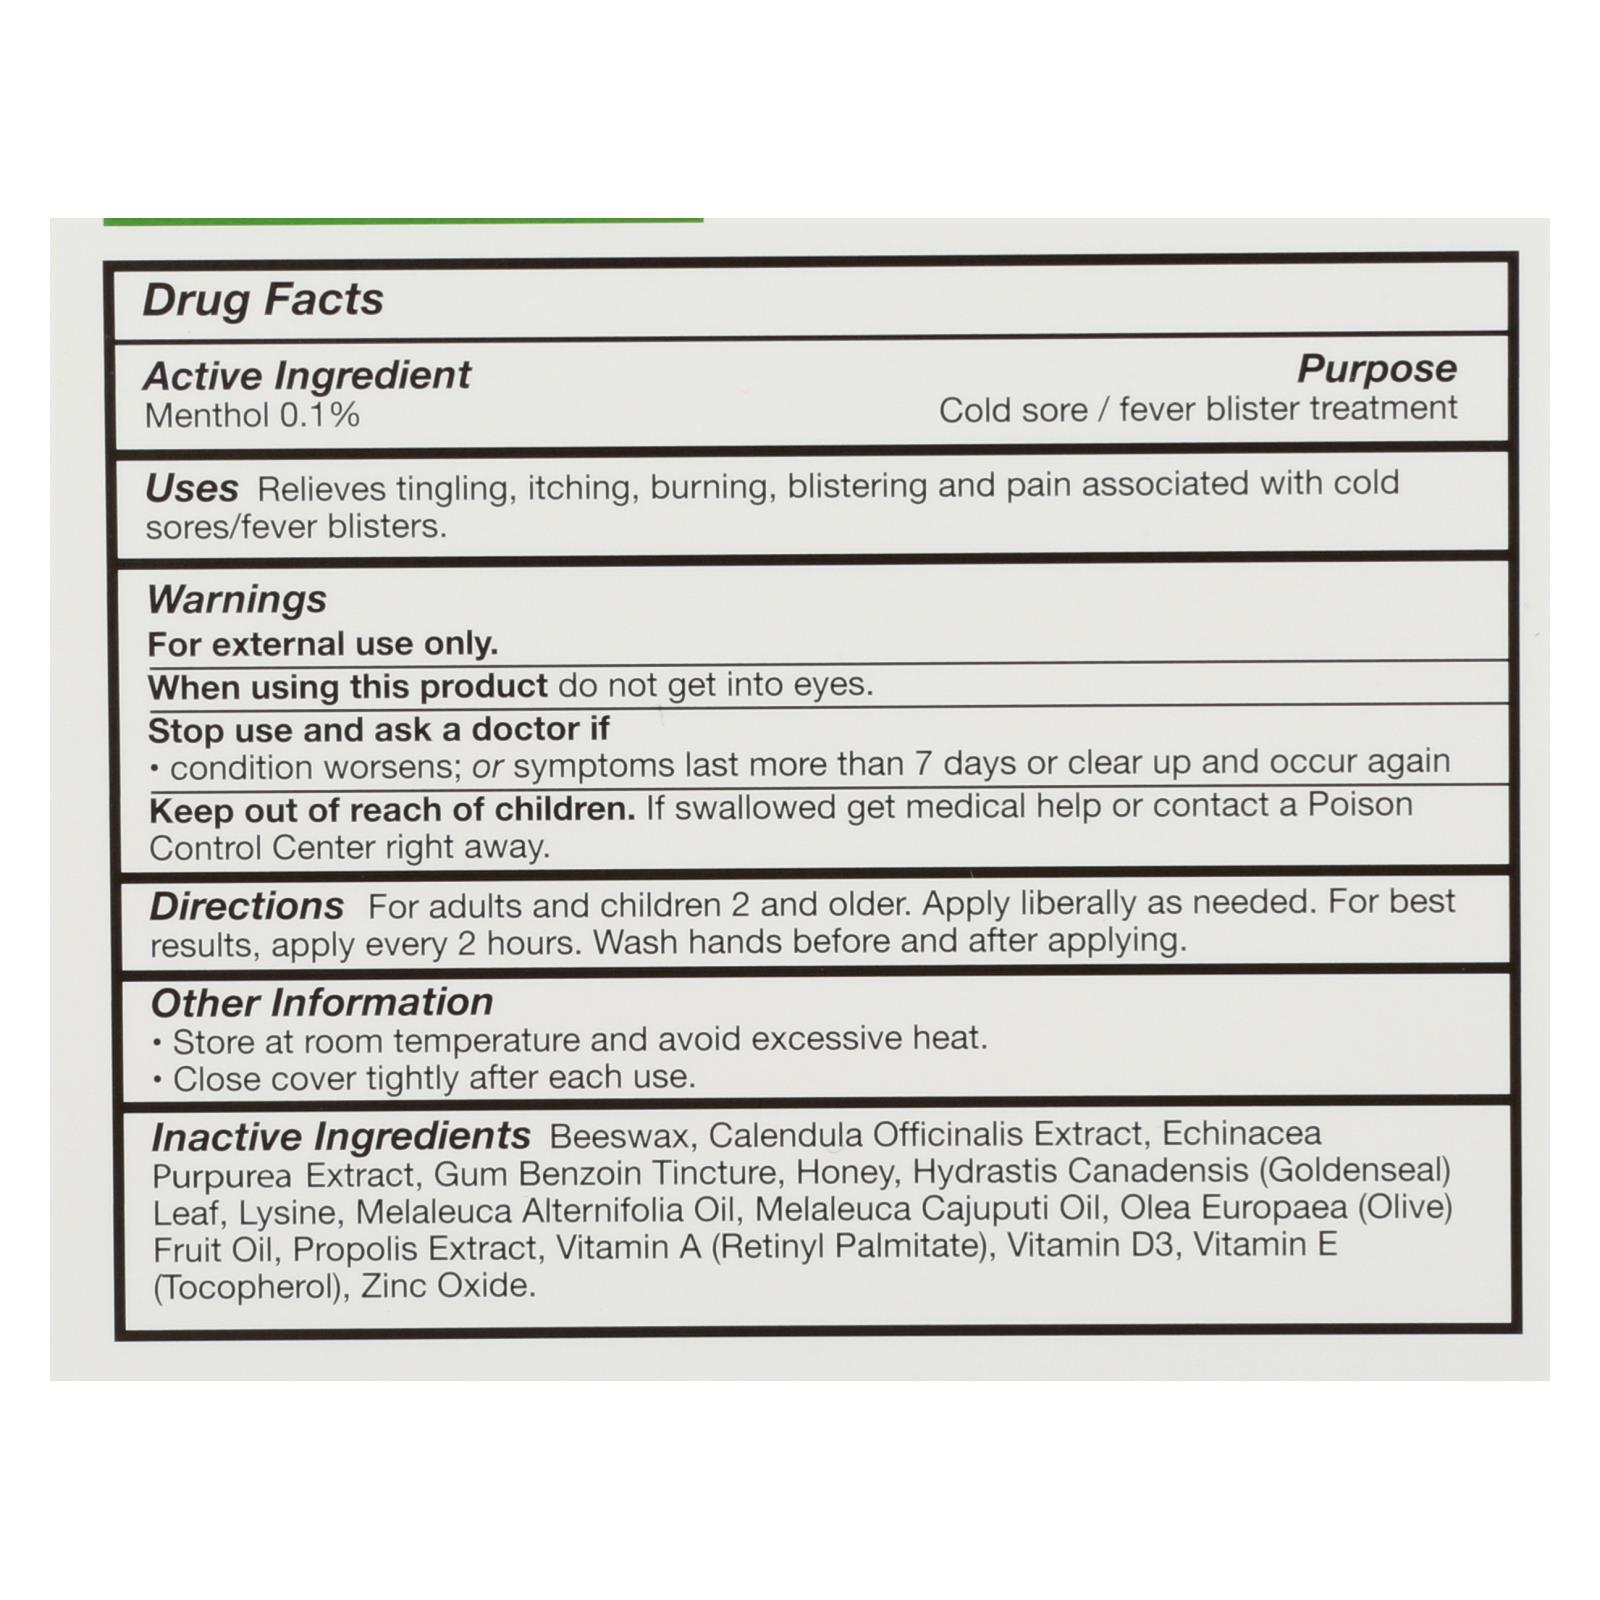 Drug Facts
Active Ingredient
Purpose
Menthol 0.1%
Cold sore / fever blister treatment
Uses Relieves tingling, itching, burning, blistering and pain associated with cold
sores/fever blisters.
Warnings
For external use only.
When using this product do not get into eyes.
Stop use and ask a doctor if
• condition worsens; or symptoms last more than 7 days or clear up and occur again
Keep out of reach of children. If swallowed get medical help or contact a Poison
Control Center right away.
Directions For adults and children 2 and older. Apply liberally as needed. For best
results, apply every 2 hours. Wash hands before and after applying.
Other Information
• Store at room temperature and avoid excessive heat.
• Close cover tightly after each use.
Inactive Ingredients Beeswax, Calendula Officinalis Extract, Echinacea
Purpurea Extract, Gum Benzoin Tincture, Honey, Hydrastis Canadensis (Goldenseal)
Leaf, Lysine, Melaleuca Alternifolia Oil, Melaleuca Cajuputi Oil, Olea Europaea (Olive)
Fruit Oil, Propolis Extract, Vitamin A (Retinyl Palmitate), Vitamin D3, Vitamin E
(Tocopherol), Zinc Oxide.